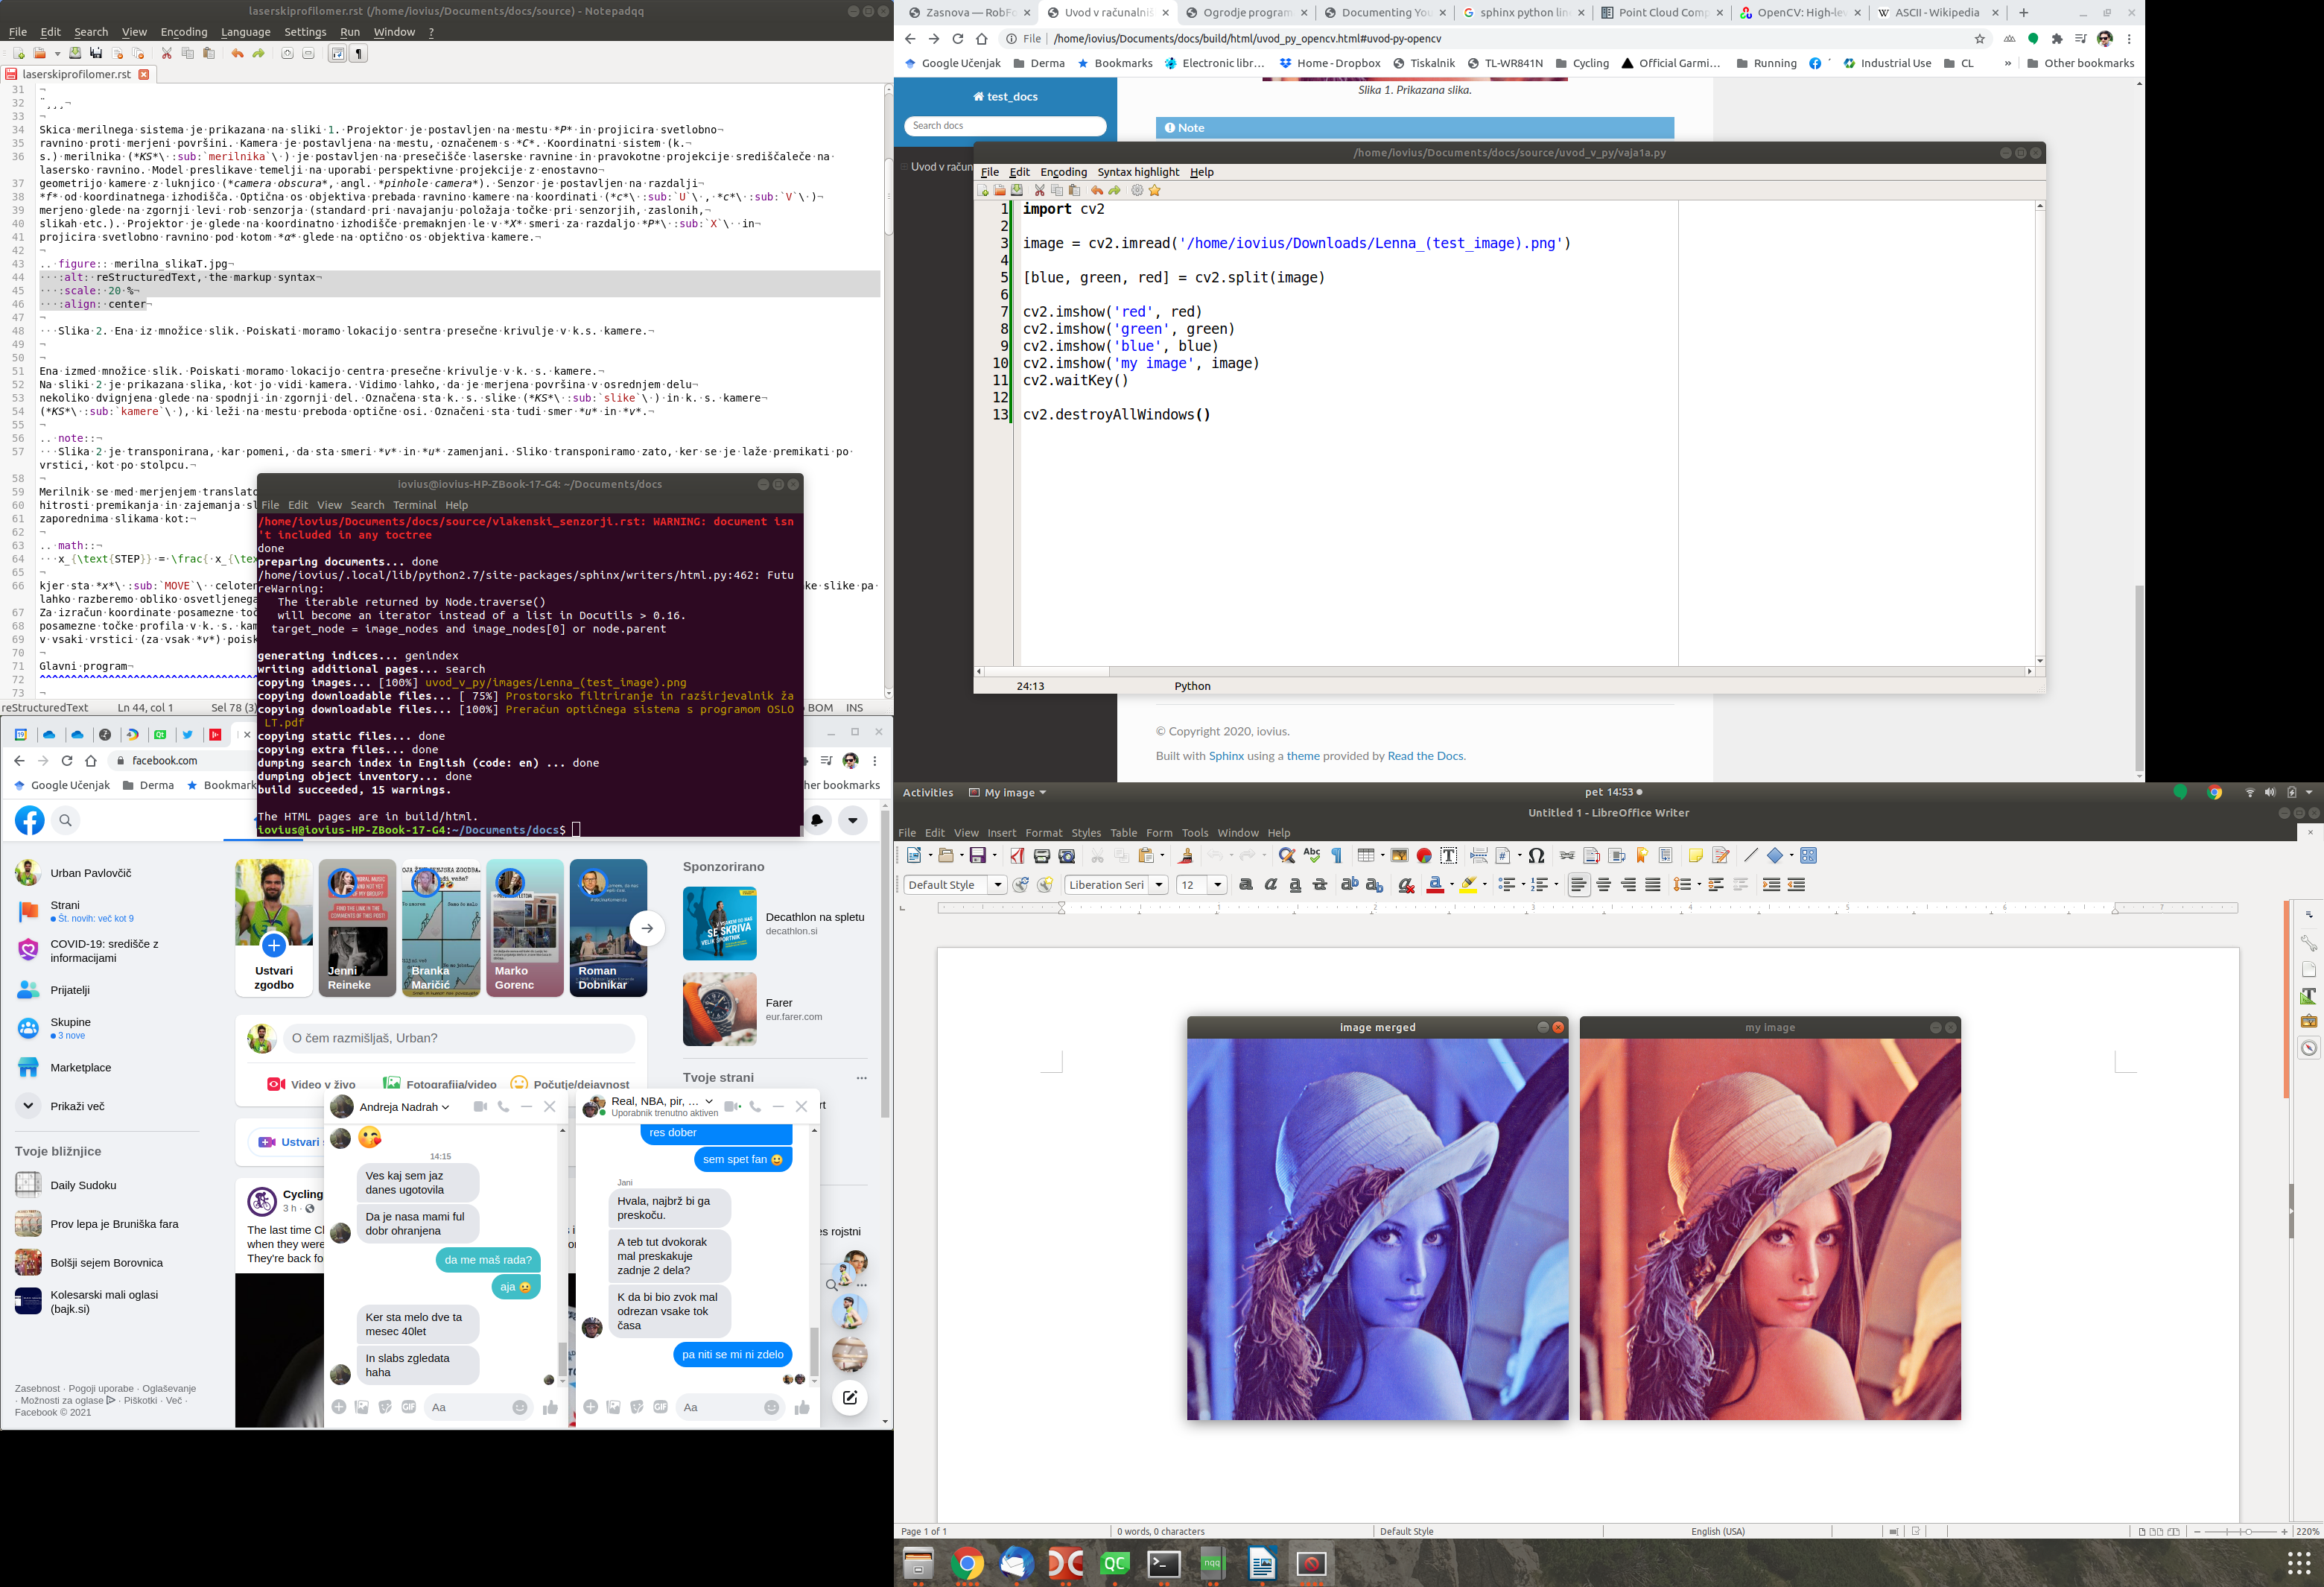 laserskiprofilomer.rst (/home/iovius/Documents/docs/source) - Notepadqq
File Edit Search View Encoding Language Settings Run Window ?
laserskiprofilomer.rst
31 ¬
32 ¨¸¸¸¬
33 ¬
34 Skica·merilnega·sistema·je·prikazana·na·sliki·1.·Projektor·je·postavljen·na·mestu·*P*·in·projicira·svetlobno¬
35 ravnino·proti·merjeni·površini.·Kamera·je·postavljena·na·mestu,·označenem·s·*C*.·Koordinatni·sistem·(k.¬
36 s.)·merilnika·(*KS*\·:sub:`merilnika`\·)·je·postavljen·na·presečišče·laserske·ravnine·in·pravokotne·projekcije·središčaleče·na·
lasersko·ravnino.·Model·preslikave·temelji·na·uporabi·perspektivne·projekcije·z·enostavno¬
37 geometrijo·kamere·z·luknjico·(*camera·obscura*,·angl.·*pinhole·camera*).·Senzor·je·postavljen·na·razdalji¬
38 *f*·od·koordinatnega·izhodišča.·Optična·os·objektiva·prebada·ravnino·kamere·na·koordinati·(*c*\·:sub:`U`\·,·*c*\·:sub:`V`\·)¬
39 merjeno·glede·na·zgornji·levi·rob·senzorja·(standard·pri·navajanju·položaja·točke·pri·senzorjih,·zaslonih,¬
40 slikah·etc.).·Projektor·je·glede·na·koordinatno·izhodišče·premaknjen·le·v·*X*·smeri·za·razdaljo·*P*\·:sub:`X`\··in¬
41 projicira·svetlobno·ravnino·pod·kotom·*α*·glede·na·optično·os·objektiva·kamere.¬
42 ¬
43 ..·figure::·merilna_slikaT.jpg¬
44 ···:alt:·reStructuredText,·the·markup·syntax¬
45 ···:scale:·20·%¬
46 ···:align:·center¬
47 ¬
48 ···Slika·2.·Ena·iz·množice·slik.·Poiskati·moramo·lokacijo·sentra·presečne·krivulje·v·k.s.·kamere.¬
49 ¬
50 ¬
51 Ena·izmed·množice·slik.·Poiskati·moramo·lokacijo·centra·presečne·krivulje·v·k.·s.·kamere.¬
52 Na·sliki·2·je·prikazana·slika,·kot·jo·vidi·kamera.·Vidimo·lahko,·da·je·merjena·površina·v·osrednjem·delu¬
53 nekoliko·dvignjena·glede·na·spodnji·in·zgornji·del.·Označena·sta·k.·s.·slike·(*KS*\·:sub:`slike`\·)·in·k.·s.·kamere¬
54 (*KS*\·:sub:`kamere`\·),·ki·leži·na·mestu·preboda·optične·osi.·Označeni·sta·tudi·smer·*u*·in·*v*.¬
55 ¬
56 ..·note::¬
57 ···Slika·2·je·transponirana,·kar·pomeni,·da·sta·smeri·*v*·in·*u*·zamenjani.·Sliko·transponiramo·zato,·ker·se·je·laže·premikati·po·
vrstici,·kot·po·stolpcu.¬
58 ¬
59 Merilnik·se·med·merjenjem·translato
60 hitrosti·premikanja·in·zajemanja·sl
61 zaporednima·slikama·kot:¬
62 ¬
63 ..·math::¬
64 ···x_{\text{STEP}}·=·\frac{·x_{\tex
65 ¬
66 kjer·sta·*x*\·:sub:`MOVE`\··celoten ke·slike·pa·
lahko·razberemo·obliko·osvetljenega
67 Za·izračun·koordinate·posamezne·toč
68 posamezne·točke·profila·v·k.·s.·kam
69 v·vsaki·vrstici·(za·vsak·*v*)·poisk
70 ¬
71 Glavni·program¬
72 ^^^^^^^^^^^^^^^^^^^^^^^^^^^^^^^^^^^
73 ¬
reStructuredText Ln 44, col 1 Sel 78 (3) BOM INS
iovius@iovius-HP-ZBook-17-G4: ~/Documents/docs
File Edit View Search Terminal Help
/home/iovius/Documents/docs/source/vlakenski_senzorji.rst: WARNING: document isn
't included in any toctree
done
preparing documents... done
/home/iovius/.local/lib/python2.7/site-packages/sphinx/writers/html.py:462: Futu
reWarning:
The iterable returned by Node.traverse()
will become an iterator instead of a list in Docutils > 0.16.
target_node = image_nodes and image_nodes[0] or node.parent
generating indices... genindex
writing additional pages... search
copying images... [100%] uvod_v_py/images/Lenna_(test_image).png
copying downloadable files... [ 75%] Prostorsko filtriranje in razširjevalnik ža
copying downloadable files... [100%] Preračun optičnega sistema s programom OSLO
LT.pdf
copying static files... done
copying extra files... done
dumping search index in English (code: en) ... done
dumping object inventory... done
build succeeded, 15 warnings.
The HTML pages are in build/html.
iovius@iovius-HP-ZBook-17-G4:~/Documents/docs$
facebook.com
Google Učenjak Derma Bookmark her bookmarks
Urban Pavlovčič
Strani
Št. novih: več kot 9
COVID-19: središče z
informacijami
Prijatelji
Skupine
3 nove
Marketplace
Prikaži več
Tvoje bližnjice
Daily Sudoku
Prov lepa je Bruniška fara
Bolšji sejem Borovnica
Kolesarski mali oglasi
(bajk.si)
Zasebnost · Pogoji uporabe · Oglaševanje
· Možnosti za oglase · Piškotki · Več ·
Facebook © 2021
Ustvari
zgodbo
Jenni
Reineke
Branka
Maričić
Marko
Gorenc
Roman
Dobnikar
O čem razmišljaš, Urban?
Video v živo Fotografija/video Počutje/dejavnost
Ustvari
Cycling
3 h ·
The last time Cl
when they were
They're back fo
Sponzorirano
SE SKRIVA
VELIK ŠPORTNIK
Decathlon na spletu
decathlon.si
Farer
eur.farer.com
Tvoje strani
rt
es rojstni
Andreja Nadrah
14:15
Ves kaj sem jaz
danes ugotovila
Da je nasa mami ful
dobr ohranjena
da me maš rada?
aja
Ker sta melo dve ta
mesec 40let
In slabs zgledata
haha
GIF Aa
Real, NBA, pir, ...
Uporabnik trenutno aktiven
res dober
sem spet fan
Jani
Hvala, najbrž bi ga
preskoču.
A teb tut dvokorak
mal preskakuje
zadnje 2 dela?
K da bi bio zvok mal
odrezan vsake tok
časa
pa niti se mi ni zdelo
GIF Aa
Zasnova — RobFo Uvod v računalniš Ogrodje program Documenting You sphinx python lin Point Cloud Comp OpenCV: High-lev ASCII - Wikipedia
File /home/iovius/Documents/docs/build/html/uvod_py_opencv.html#uvod-py-opencv
Google Učenjak Derma Bookmarks Electronic libr... Home - Dropbox Tiskalnik TL-WR841N Cycling Official Garmi... Running Industrial Use CL » Other bookmarks
test_docs
Search docs
Uvod v račun
Slika 1. Prikazana slika.
Note
/home/iovius/Documents/docs/source/uvod_v_py/vaja1a.py
File Edit Encoding Syntax highlight Help
1 import cv2
2
3 image = cv2.imread('/home/iovius/Downloads/Lenna_(test_image).png')
4
5 [blue, green, red] = cv2.split(image)
6
7 cv2.imshow('red', red)
8 cv2.imshow('green', green)
9 cv2.imshow('blue', blue)
10 cv2.imshow('my image', image)
11 cv2.waitKey()
12
13 cv2.destroyAllWindows()
24:13 Python
© Copyright 2020, iovius.
Built with Sphinx using a theme provided by Read the Docs.
Activities My image pet 14:53
Untitled 1 - LibreOffice Writer
File Edit View Insert Format Styles Table Form Tools Window Help
Default Style Liberation Seri 12
image merged
my image
Page 1 of 1 0 words, 0 characters Default Style English (USA) 220%